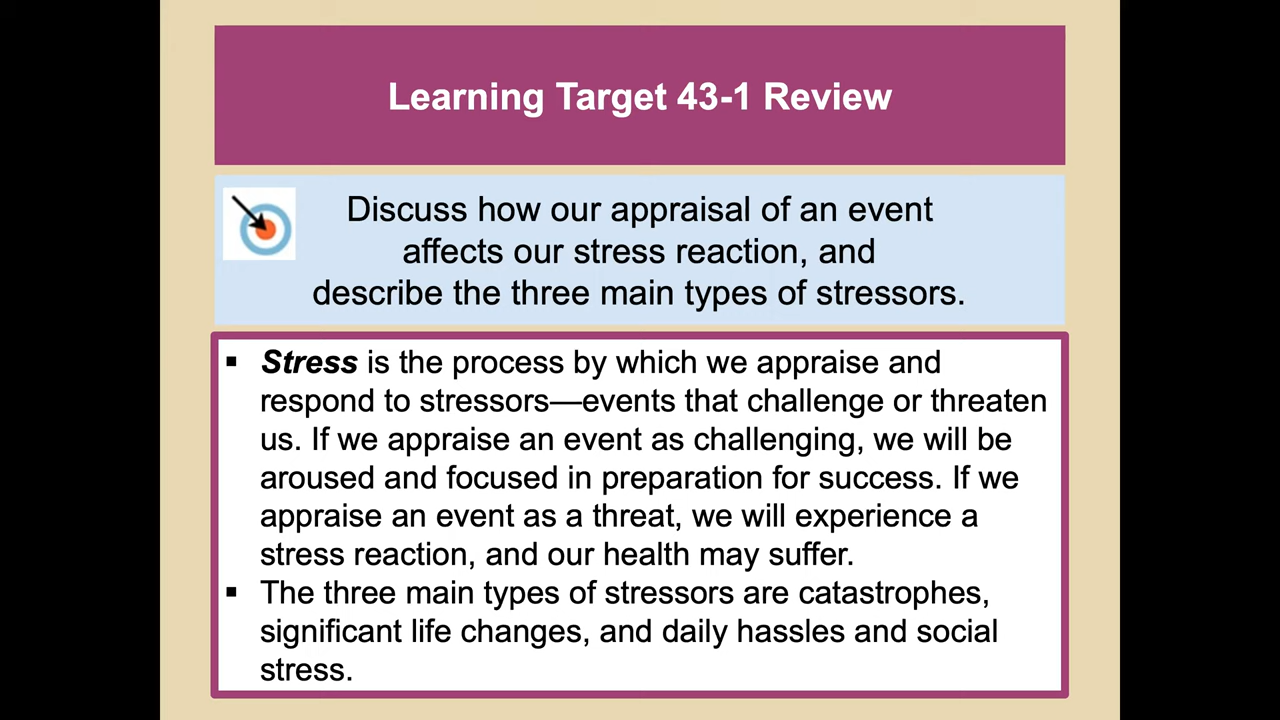 Learning Target 43-1 Review
Discuss how our appraisal of an event
affects our stress reaction, and
describe the three main types of stressors.
▪ Stress is the process by which we appraise and
respond to stressors—events that challenge or threaten
us. If we appraise an event as challenging, we will be
aroused and focused in preparation for success. If we
appraise an event as a threat, we will experience a
stress reaction, and our health may suffer.
▪ The three main types of stressors are catastrophes,
significant life changes, and daily hassles and social
stress.